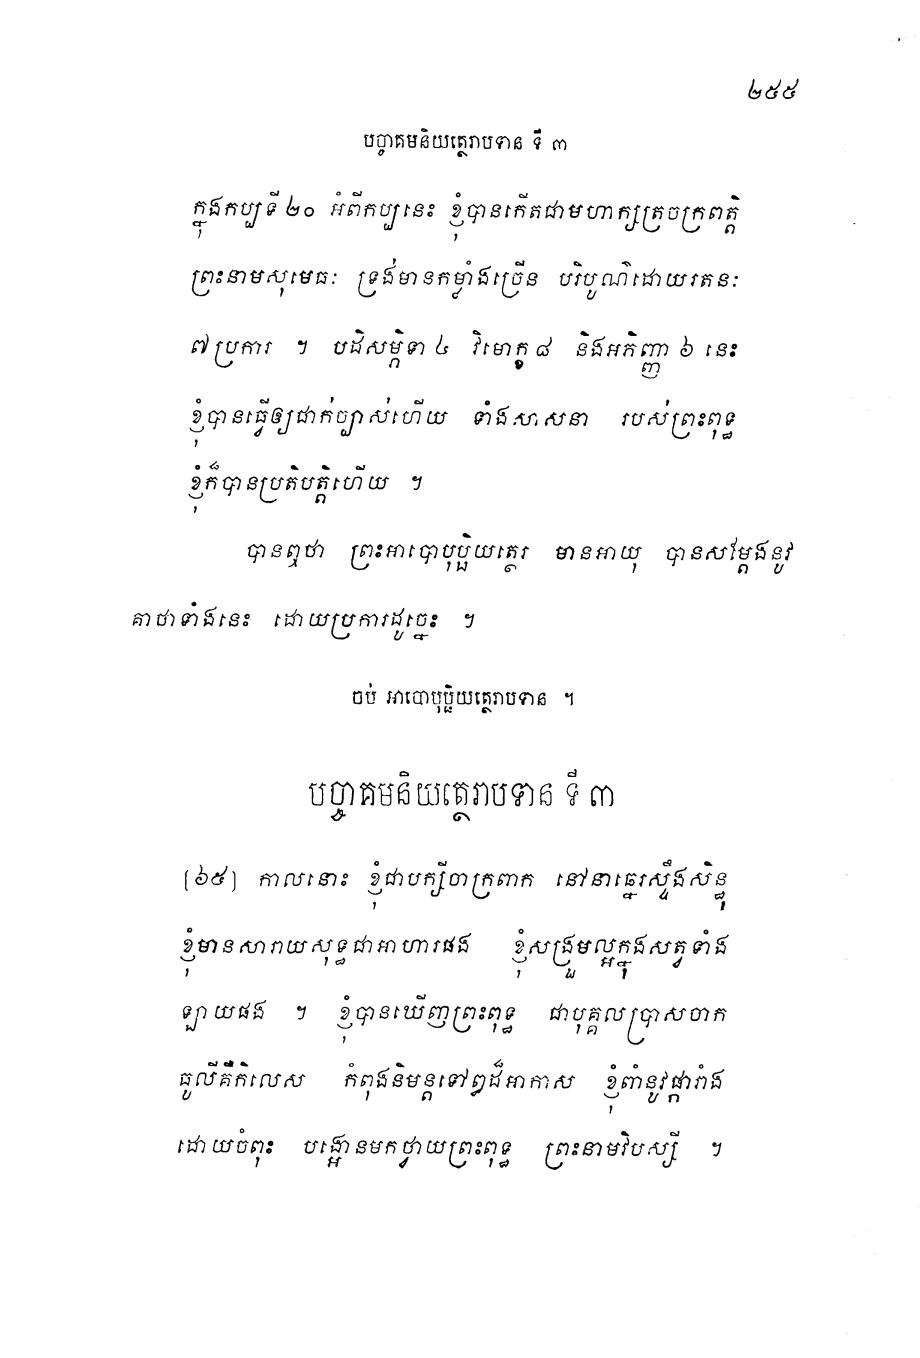 ២៥៥
បច្ចាគមនិយត្ថេរាបទាន ទី ៣
ក្នុងកប្បទី ២០ អំពីកប្បនេះ ខ្ញុំបានកើតជាមហាក្សត្រចក្រពត្តិ
ព្រះនាមសុមេធៈ ទ្រង់មានកម្លាំងច្រើន បរិបូណ៌ដោយរតនៈ
៧ ប្រការ ។ បដិសម្ភិទា ៤ វិមោក្ខ ៨ និងអភិញ្ញា ៦ នេះ
ខ្ញុំបានធ្វើឲ្យជាក់ច្បាស់ហើយ ទាំងសាសនា របស់ព្រះពុទ្ធ
ខ្ញុំក៏បានប្រតិបត្តិហើយ ។
បានឮថា ព្រះអាបោបុប្ផិយត្ថេរ មានអាយុ បានសម្តែងនូវ
គាថាទាំងនេះ ដោយប្រការដូច្នេះ ។
ចប់ អាបោបុប្ផិយត្ថេរាបទាន ។
បច្ចាគមនិយត្ថេរាបទាន ទី ៣
[៦៥] កាលនោះ ខ្ញុំជាបក្សីចាក្រពាក នៅនាឆ្នេរស្ទឹងសិន្ធុ
ខ្ញុំមានសារាយសុទ្ធជាអាហារផង ខ្ញុំសង្រួមល្អក្នុងសត្វទាំង
ឡាយផង ។ ខ្ញុំបានឃើញព្រះពុទ្ធ ជាបុគ្គលប្រាសចាក
ធូលីគឺកិលេស កំពុងនិមន្តទៅឰដ៏អាកាស ខ្ញុំពាំនូវផ្ការាំង
ដោយចំពុះ បង្អោនមកថ្វាយព្រះពុទ្ធ ព្រះនាមវិបស្សី ។